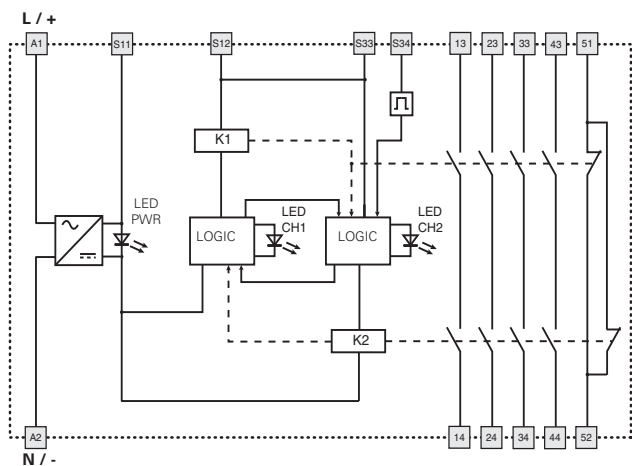 L / +
A1 S11 S12 S33 S34 13 23 33 43 51
K1
LED
PWR
LOGIC
LED
CH1
LOGIC
LED
CH2
K2
A2 14 24 34 44 52
N / -